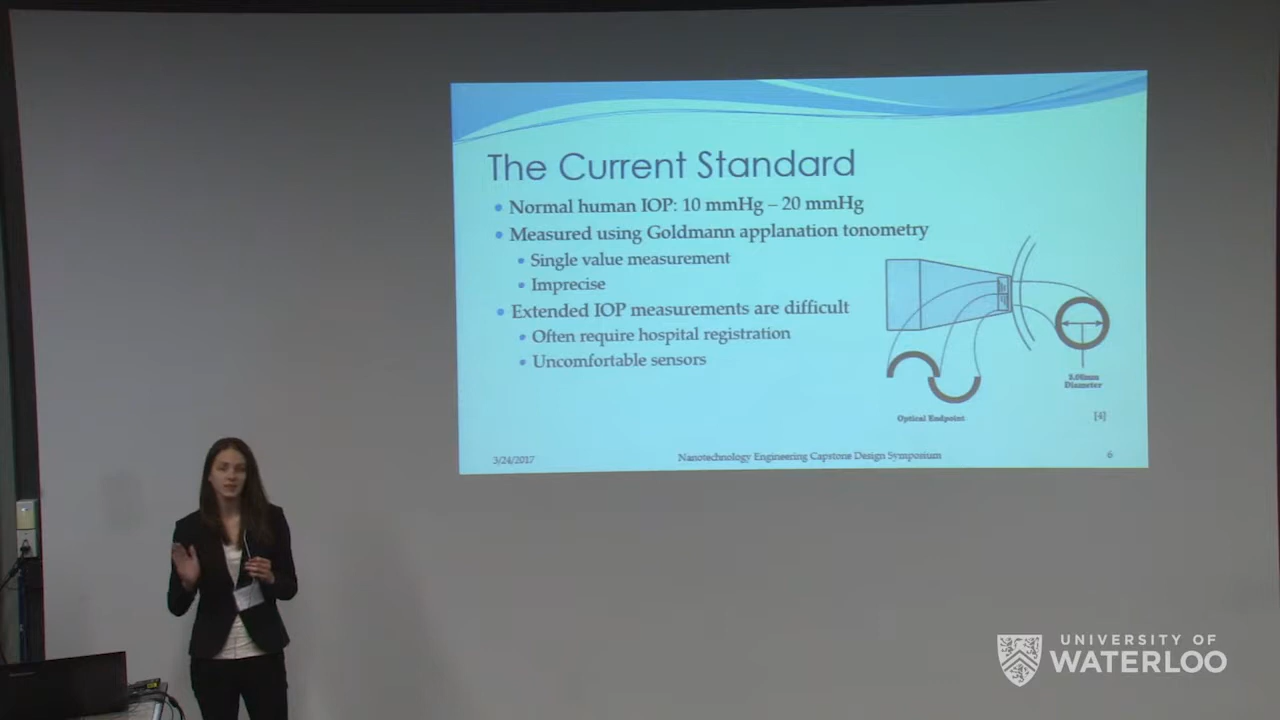 The Current Standard
Normal human IOP: 10 mmHg – 20 mmHg
Measured using Goldmann applanation tonometry
Single value measurement
Imprecise
Extended IOP measurements are difficult
Often require hospital registration
Uncomfortable sensors
Diameter
Optical Endpoint
[4]
3/24/2017
Nanotechnology Engineering Capstone Design Symposium
6
UNIVERSITY OF
WATERLOO